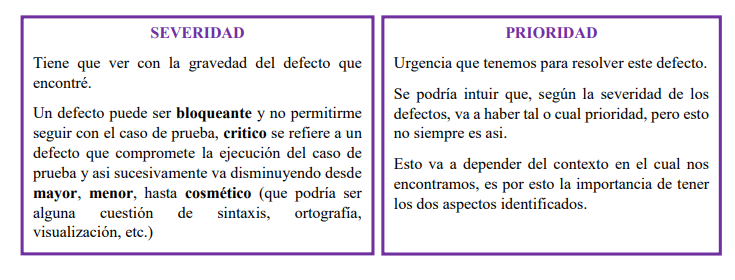 SEVERIDAD
Tiene que ver con la gravedad del defecto que
encontré.
Un defecto puede ser bloqueante y no permitirme
seguir con el caso de prueba, critico se refiere a un
defecto que compromete la ejecución del caso de
prueba y asi sucesivamente va disminuyendo desde
mayor, menor, hasta cosmético (que podría ser
alguna cuestión de sintaxis, ortografía,
visualización, etc.)
PRIORIDAD
Urgencia que tenemos para resolver este defecto.
Se podría intuir que, según la severidad de los
defectos, va a haber tal o cual prioridad, pero esto
no siempre es asi.
Esto va a depender del contexto en el cual nos
encontramos, es por esto la importancia de tener
los dos aspectos identificados.